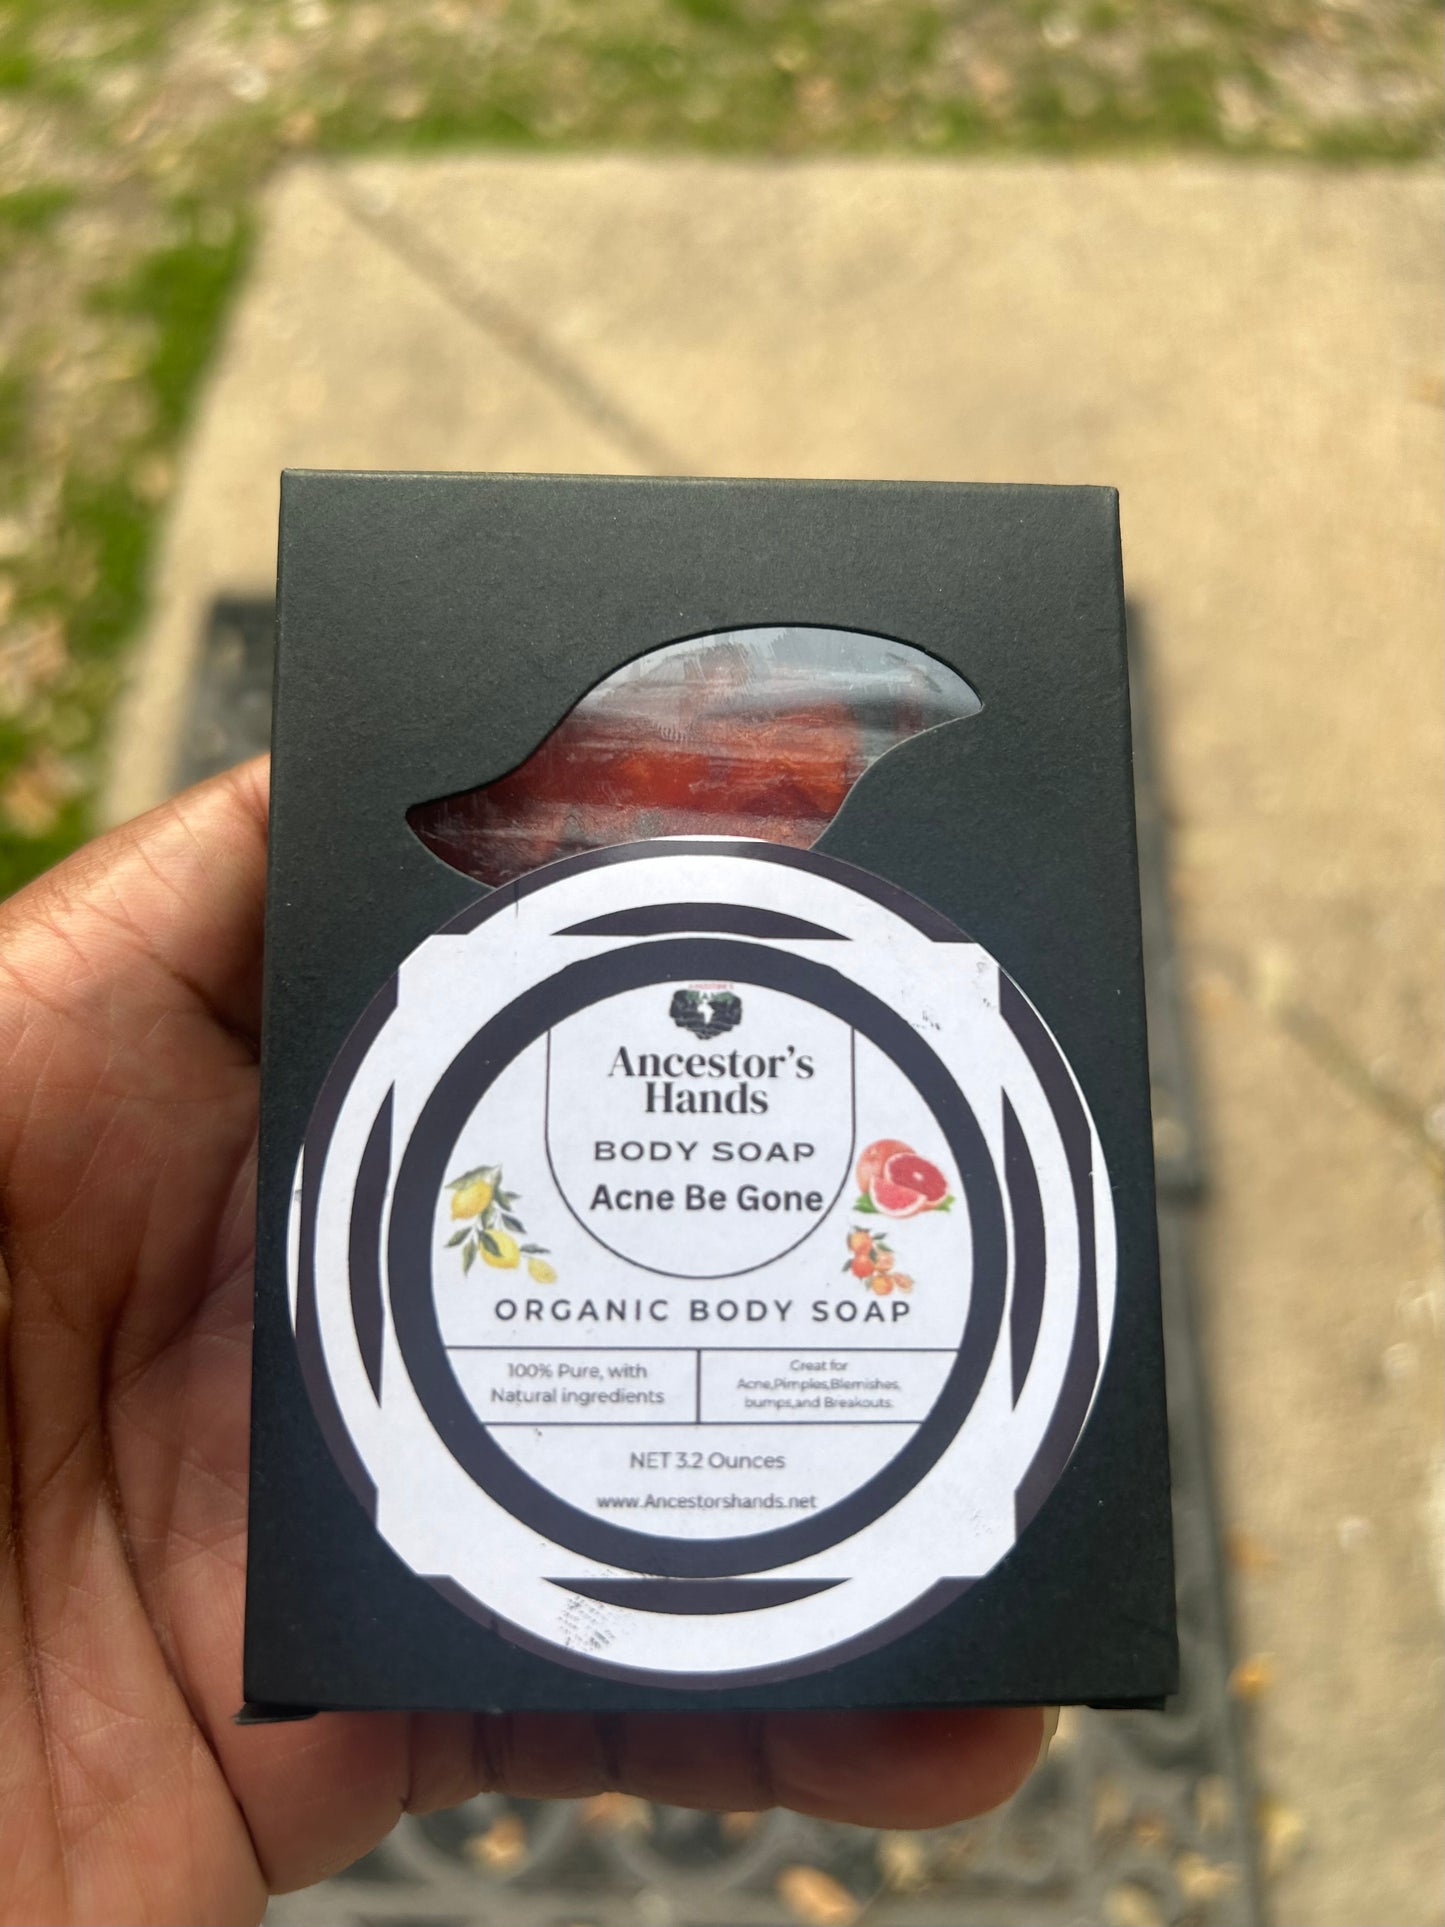 ANCESTOR'S
Ancestor's
Hands
BODY SOAP
Acne Be Gone
ORGANIC BODY SOAP
100% Pure, with
Natural ingredients
Great for
Acne,Pimples,Blemishes,
bumps,and Breakouts.
NET 3.2 Ounces
www.Ancestorshands.net